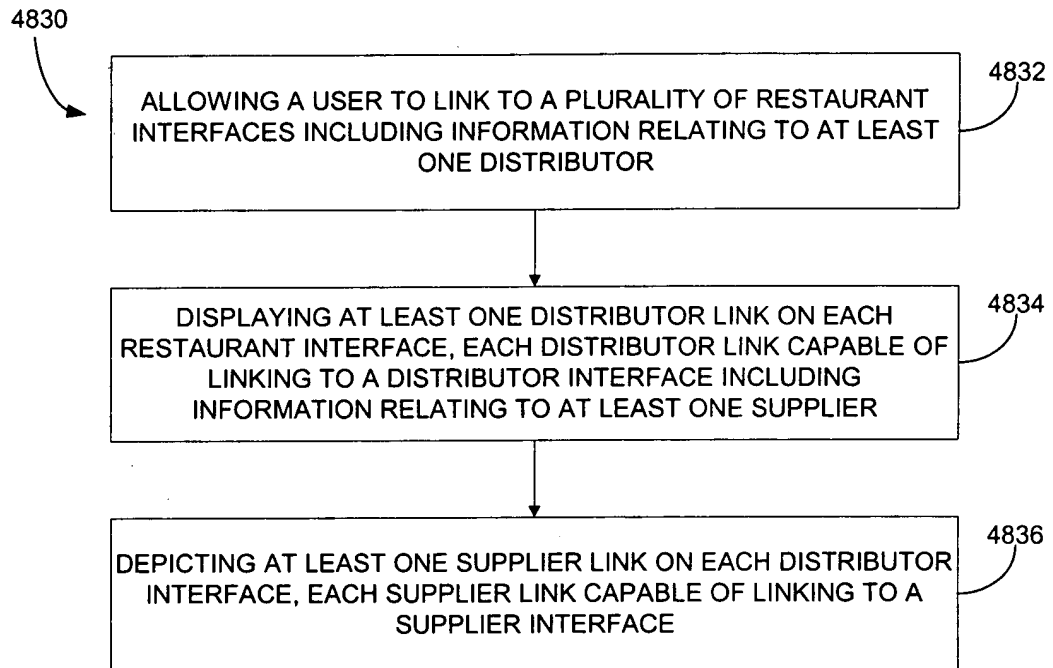 4830
4832
ALLOWING A USER TO LINK TO A PLURALITY OF RESTAURANT
INTERFACES INCLUDING INFORMATION RELATING TO AT LEAST
ONE DISTRIBUTOR
4834
DISPLAYING AT LEAST ONE DISTRIBUTOR LINK ON EACH
RESTAURANT INTERFACE, EACH DISTRIBUTOR LINK CAPABLE OF
LINKING TO A DISTRIBUTOR INTERFACE INCLUDING
INFORMATION RELATING TO AT LEAST ONE SUPPLIER
4836
DEPICTING AT LEAST ONE SUPPLIER LINK ON EACH DISTRIBUTOR
INTERFACE, EACH SUPPLIER LINK CAPABLE OF LINKING TO A
SUPPLIER INTERFACE